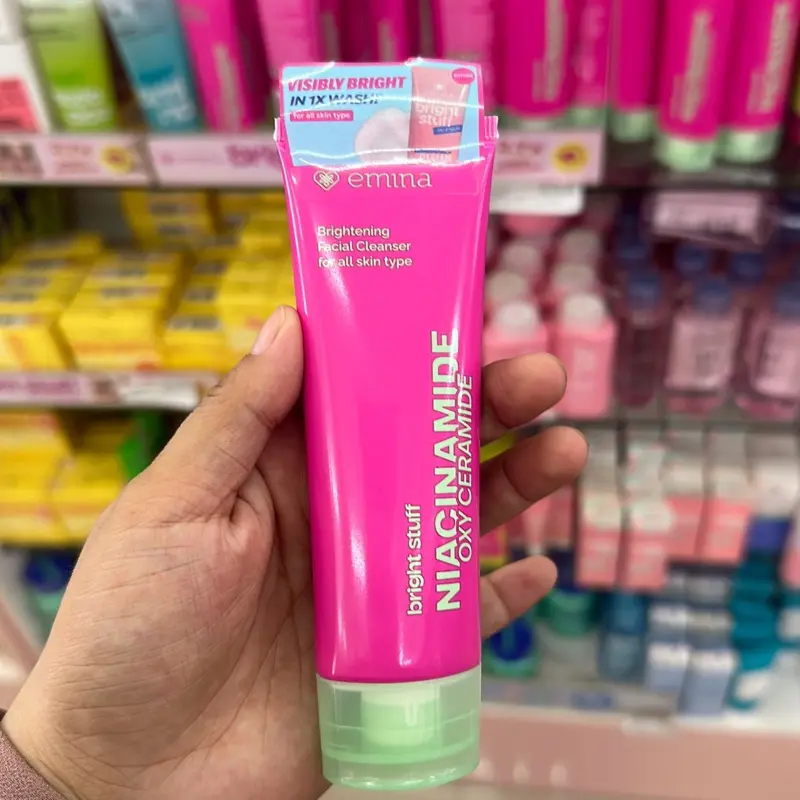 VISIBLY BRIGHT
IN 1X WASH!
for all skin type
bright
stuff
emina
Brightening
Facial Cleanser
for all skin type
bright stuff
NIACINAMIDE
OXY CERAMIDE